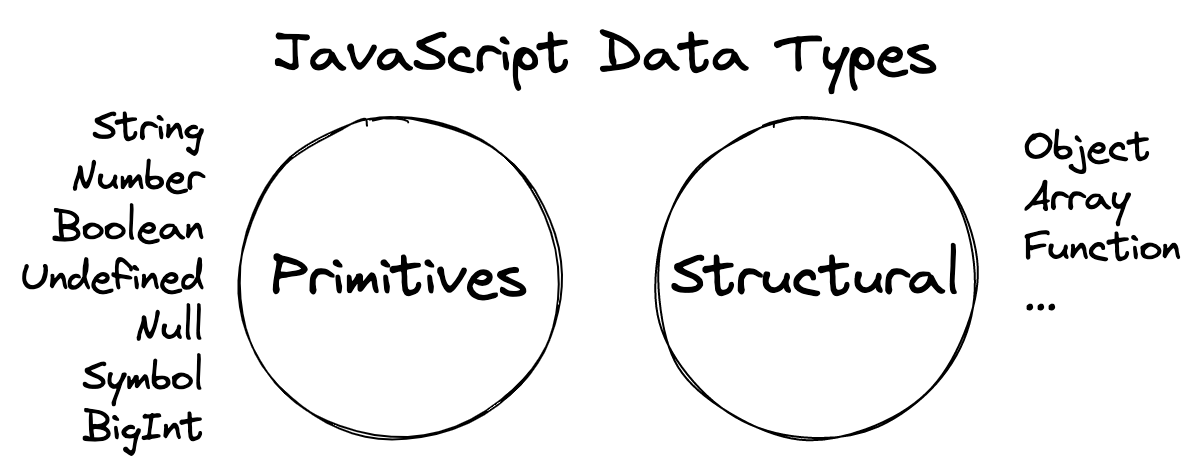 JavaScript Data Types
String
Number
Boolean
Undefined
Null
Symbol
BigInt
Primitives
Structural
Object
Array
Function
...